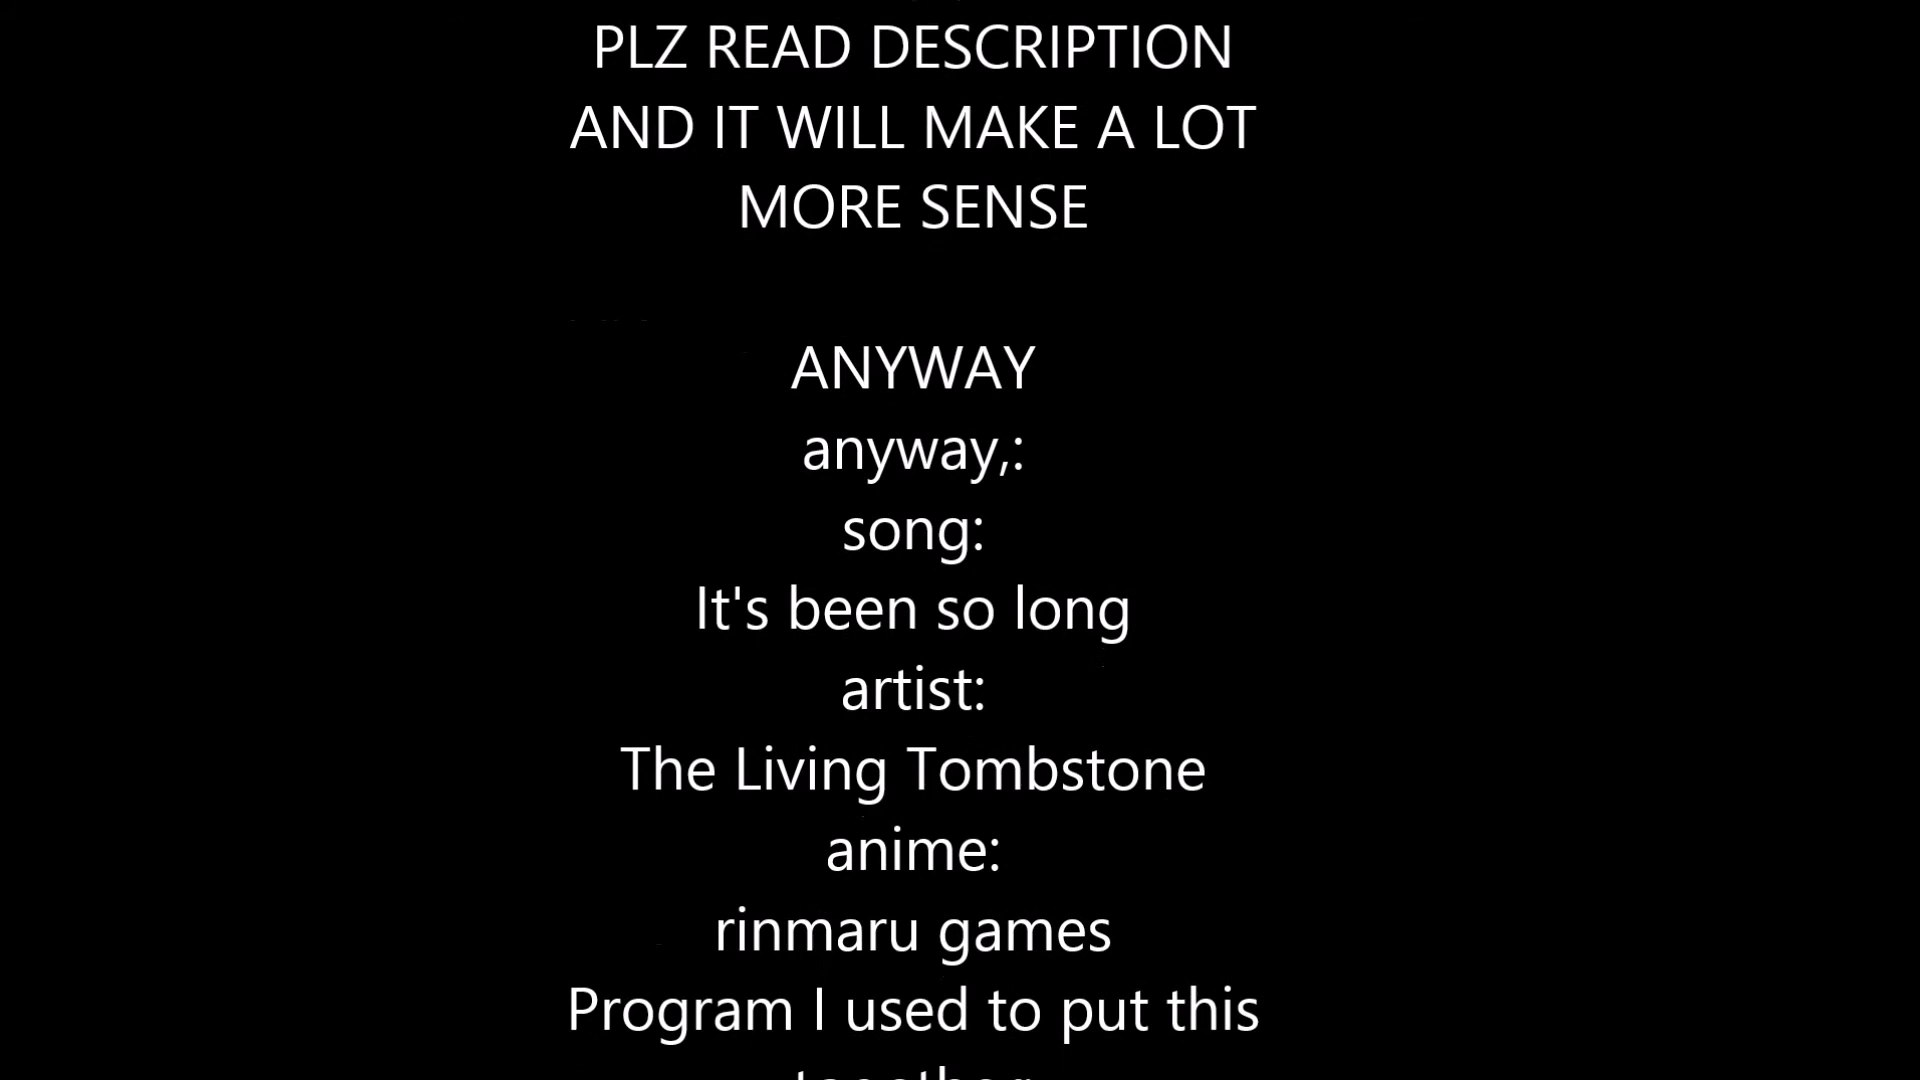 PLZ READ DESCRIPTION
AND IT WILL MAKE A LOT
MORE SENSE
ANYWAY
anyway,:
song:
It's been so long
artist:
The Living Tombstone
anime:
rinmaru games
Program I used to put this
together